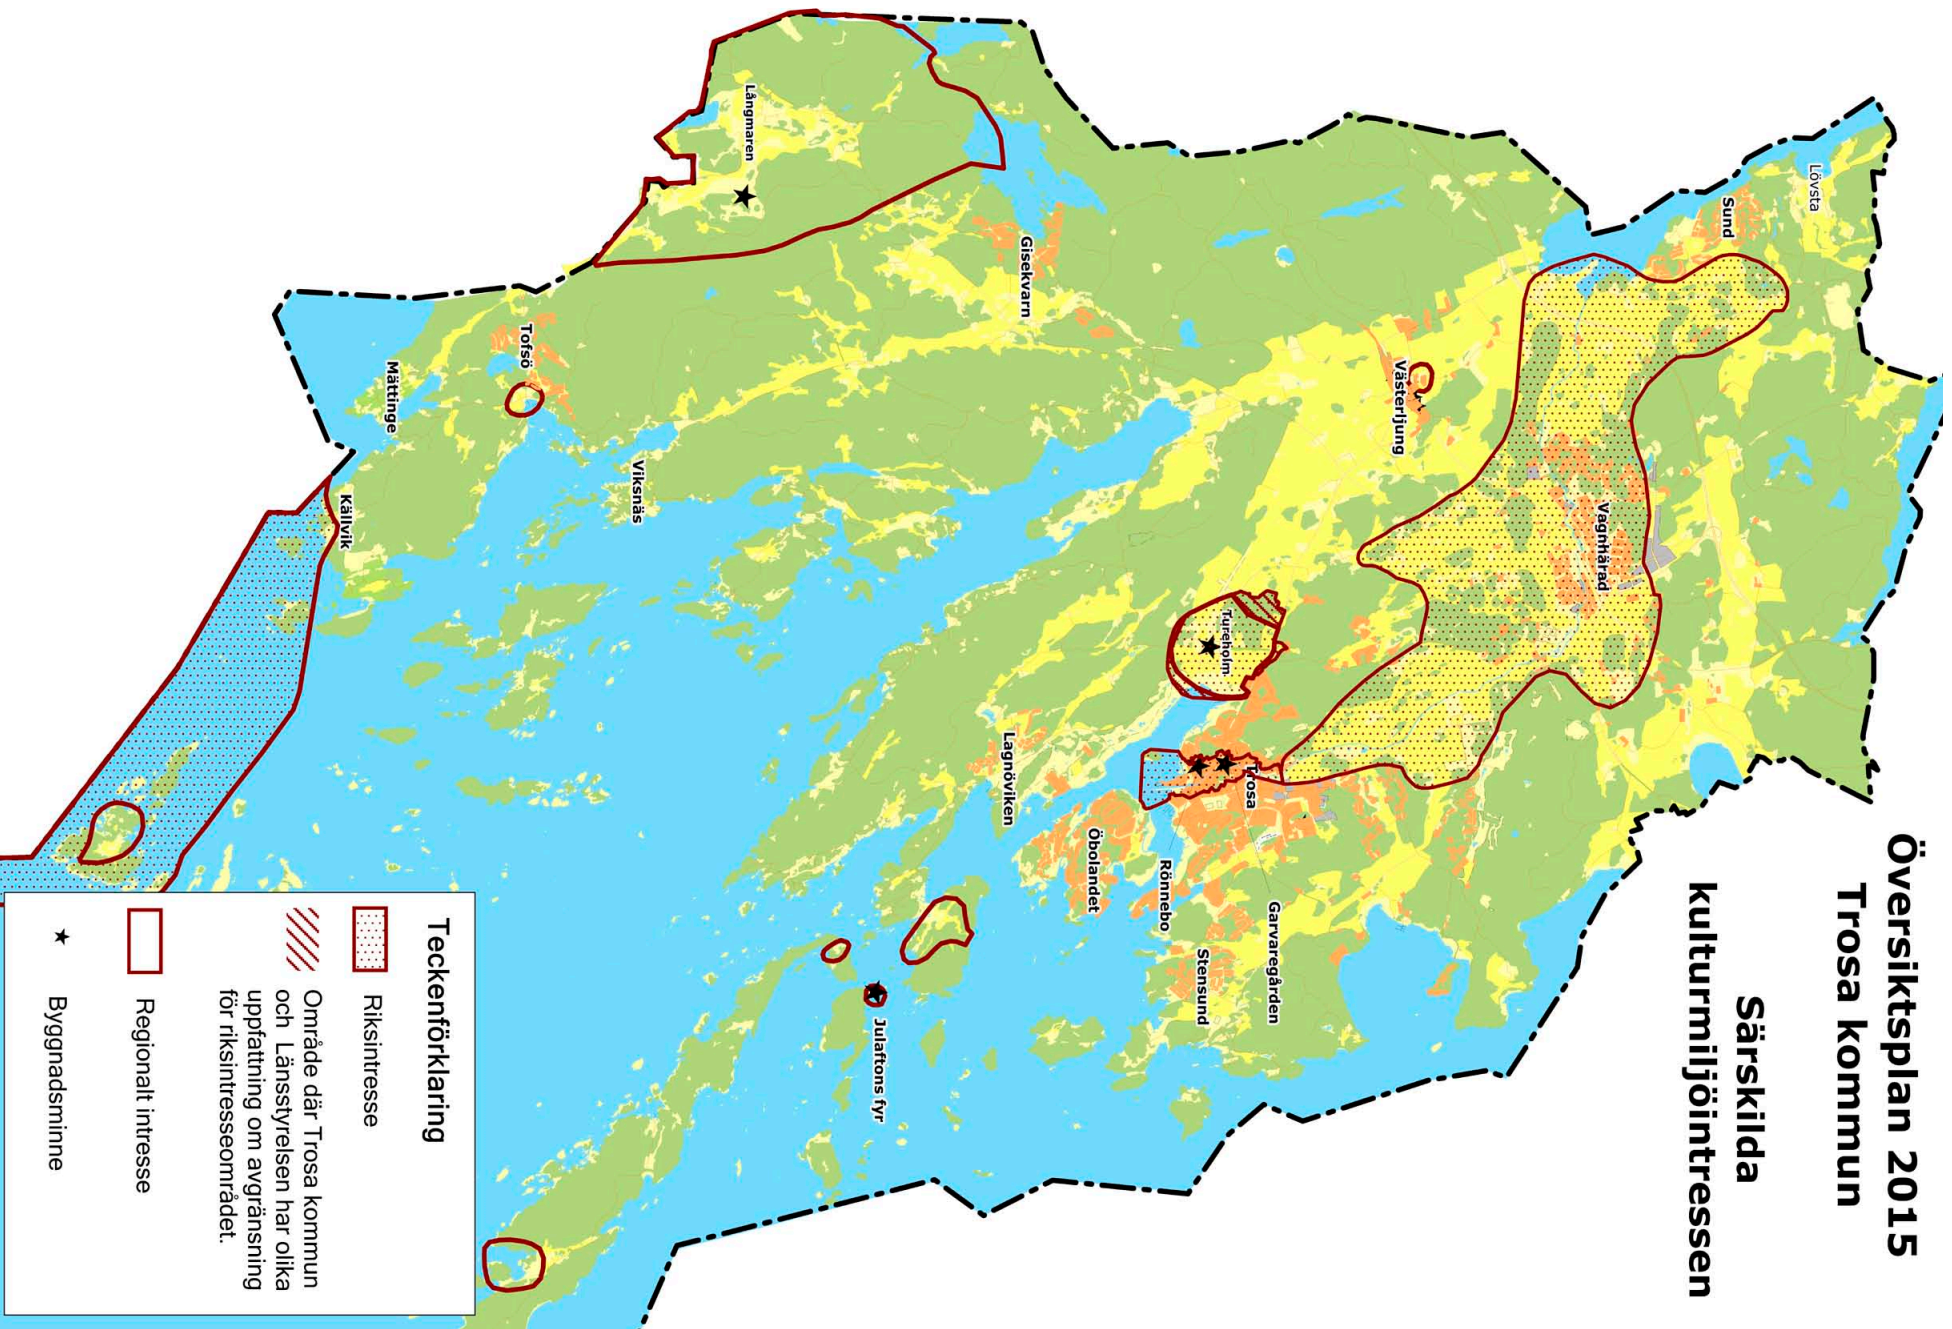 Översiktsplan 2015
Trosa kommun
Särskilda
kulturmiljöintressen
Lövsta
Sund
Vagnhärad
Västerljung
Gisekvarn
Långmaren
Tureholm
Trosa
Garvaregården
Stensund
Rönnebo
Öbolandet
Lagnöviken
Julaftons fyr
Viksnäs
Tofsö
Mättinge
Källvik
Teckenförklaring
Riksintresse
Område där Trosa kommun
och Länsstyrelsen har olika
uppfattning om avgränsning
för riksintresseområdet.
Regionalt intresse
Byggnadsminne